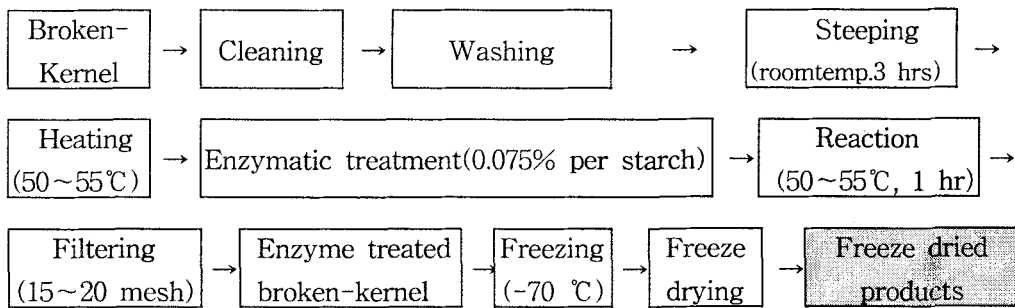 Broken-
Kernel
→ Cleaning → Washing → Steeping
(roomtemp.3 hrs) →
Heating
(50~55℃)
→ Enzymatic treatment(0.075% per starch) → Reaction
(50~55℃, 1 hr) →
Filtering
(15~20 mesh)
→ Enzyme treated
broken-kernel
→ Freezing
(-70 ℃)
→ Freeze
drying
→ Freeze dried
products